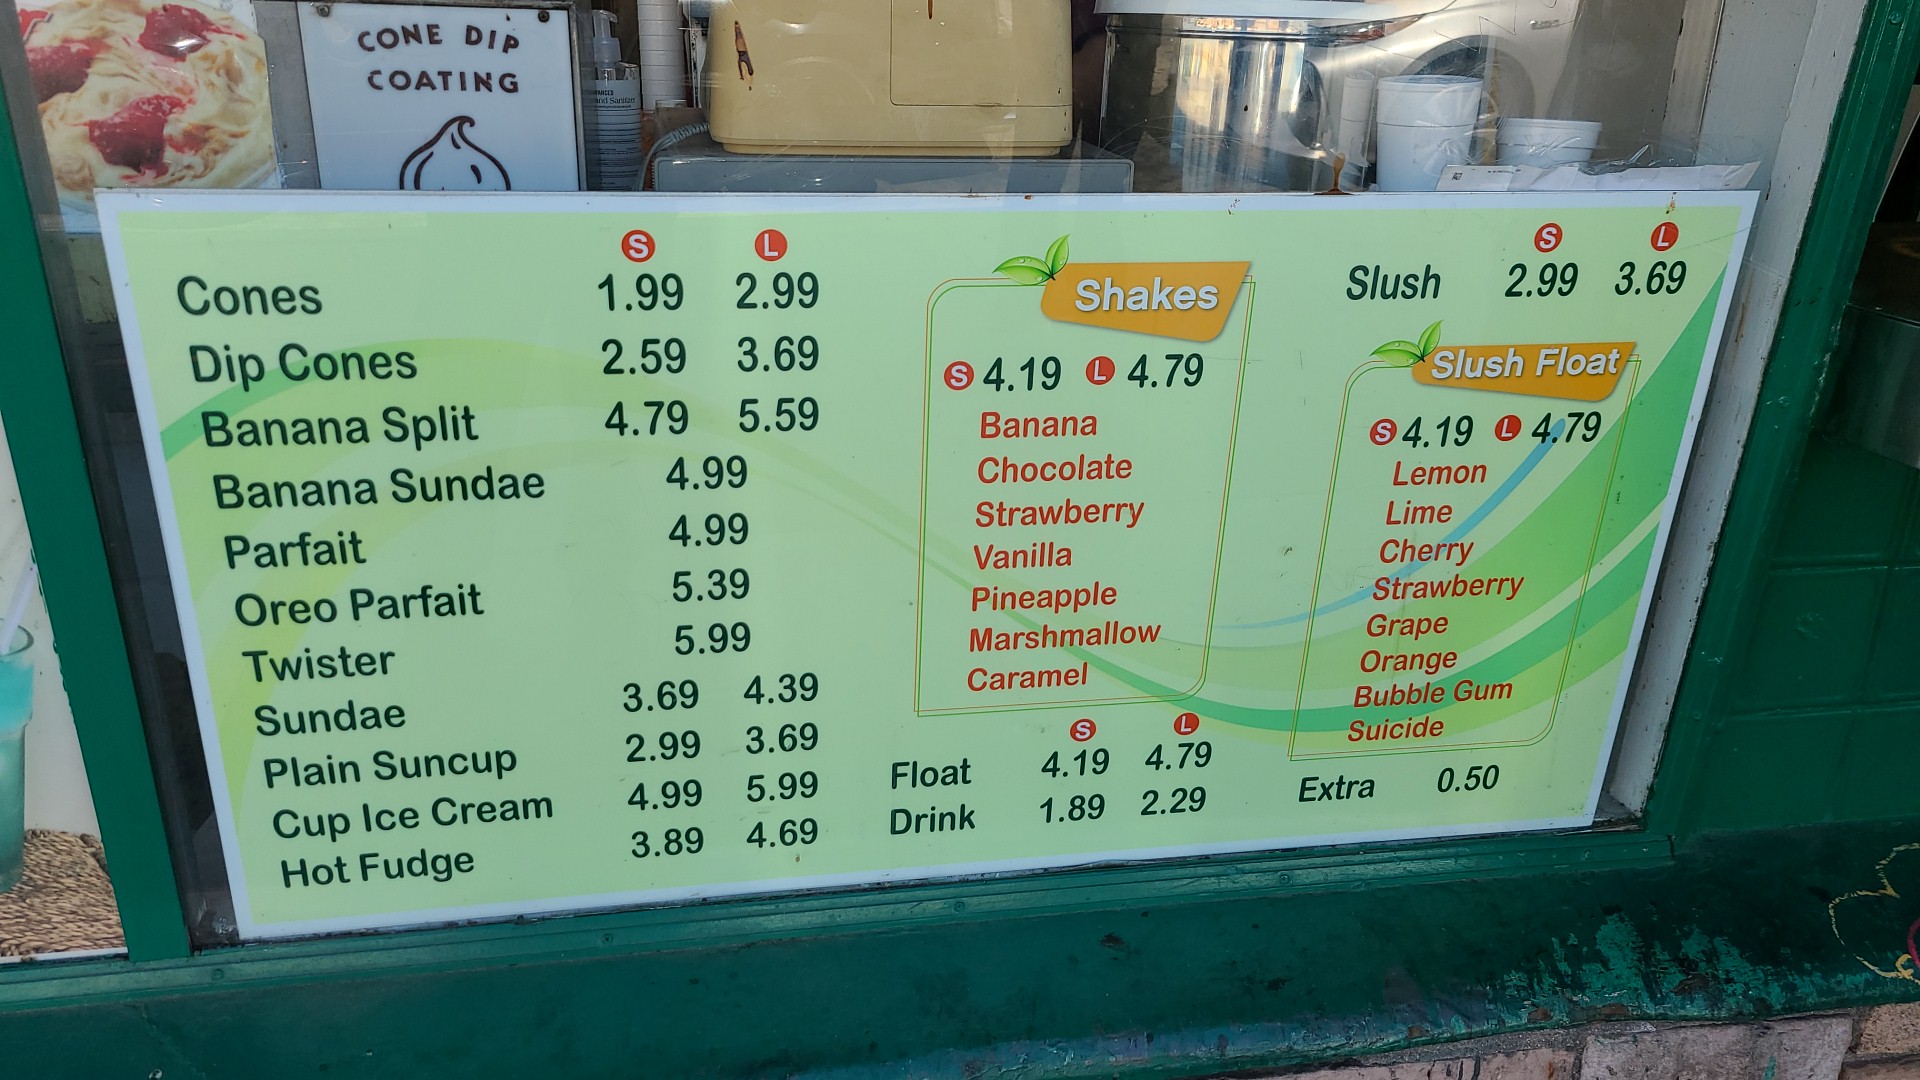 CONE DIP
COATING
and Sanitizer
S L
Cones 1.99 2.99
Dip Cones 2.59 3.69
Banana Split 4.79 5.59
Banana Sundae 4.99
Parfait 4.99
Oreo Parfait 5.39
Twister 5.99
Sundae 3.69 4.39
Plain Suncup 2.99 3.69
Cup Ice Cream 4.99 5.99
Hot Fudge 3.89 4.69
Shakes
S 4.19 L 4.79
Banana
Chocolate
Strawberry
Vanilla
Pineapple
Marshmallow
Caramel
S L
Float 4.19 4.79
Drink 1.89 2.29
S L
Slush 2.99 3.69
Slush Float
S 4.19 L 4.79
Lemon
Lime
Cherry
Strawberry
Grape
Orange
Bubble Gum
Suicide
Extra 0.50